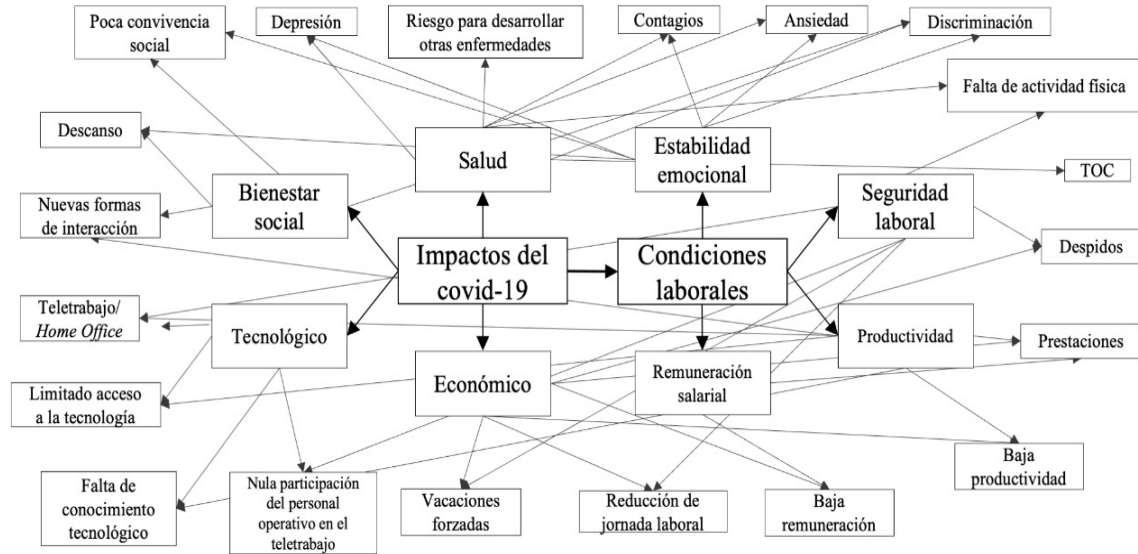 Poca convivencia
social
Depresión
Riesgo para desarrollar
otras enfermedades
Contagios
Ansiedad
Discriminación
Falta de actividad física
Descanso
Salud
Estabilidad
emocional
TOC
Bienestar
social
Seguridad
laboral
Nuevas formas
de interacción
Despidos
Impactos del
covid-19
Condiciones
laborales
Teletrabajo/
Home Office
Tecnológico
Productividad
Prestaciones
Económico
Remuneración
salarial
Limitado acceso
a la tecnología
Baja
productividad
Falta de
conocimiento
tecnológico
Nula participación
del personal
operativo en el
teletrabajo
Vacaciones
forzadas
Reducción de
jornada laboral
Baja
remuneración